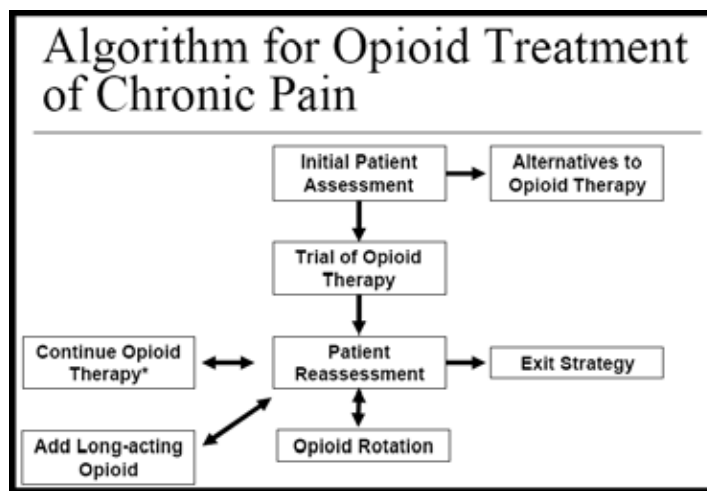 Algorithm for Opioid Treatment
of Chronic Pain
Initial Patient
Assessment
Alternatives to
Opioid Therapy
Trial of Opioid
Therapy
Continue Opioid
Therapy*
Patient
Reassessment
Exit Strategy
Add Long-acting
Opioid
Opioid Rotation